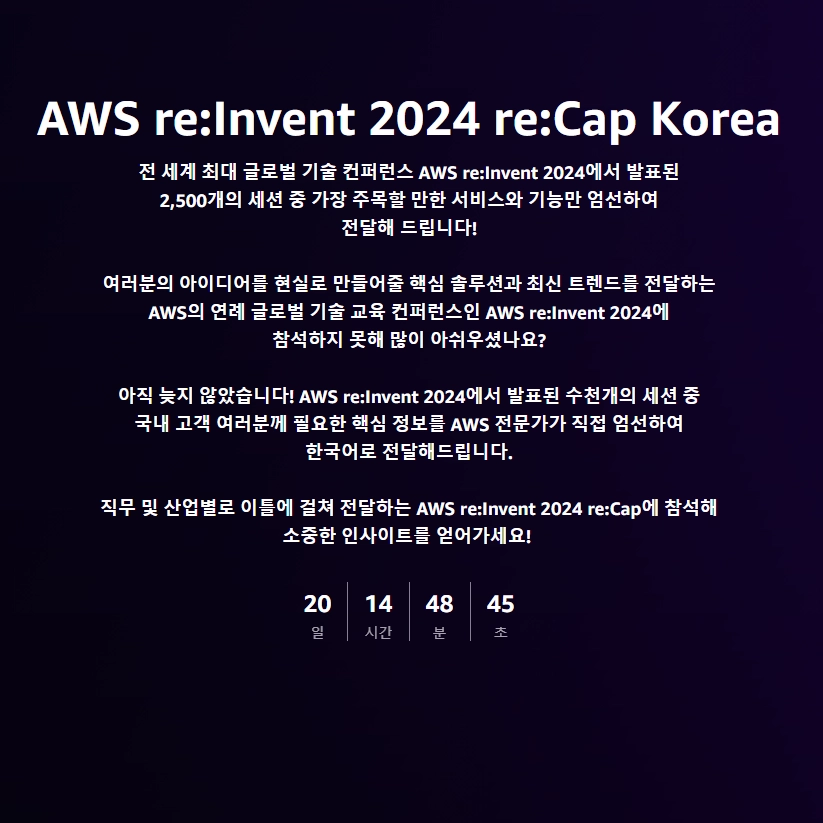 AWS re:Invent 2024 re:Cap Korea
전 세계 최대 글로벌 기술 컨퍼런스 AWS re:Invent 2024에서 발표된
2,500개의 세션 중 가장 주목할 만한 서비스와 기능만 엄선하여
전달해 드립니다!
여러분의 아이디어를 현실로 만들어줄 핵심 솔루션과 최신 트렌드를 전달하는
AWS의 연례 글로벌 기술 교육 컨퍼런스인 AWS re:Invent 2024에
참석하지 못해 많이 아쉬우셨나요?
아직 늦지 않았습니다! AWS re:Invent 2024에서 발표된 수천개의 세션 중
국내 고객 여러분께 필요한 핵심 정보를 AWS 전문가가 직접 엄선하여
한국어로 전달해드립니다.
직무 및 산업별로 이틀에 걸쳐 전달하는 AWS re:Invent 2024 re:Cap에 참석해
소중한 인사이트를 얻어가세요!
20 14 48 45
일 시간 분 초